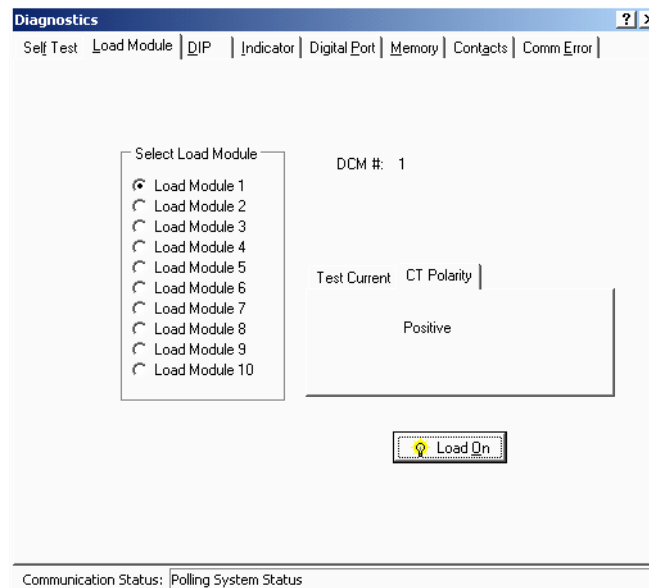 Diagnostics
Self Test Load Module DIP Indicator Digital Port Memory Contacts Comm Error
Select Load Module
DCM #: 1
Load Module 1
Load Module 2
Load Module 3
Load Module 4
Load Module 5
Load Module 6
Load Module 7
Load Module 8
Load Module 9
Load Module 10
Test Current CT Polarity
Positive
Load On
Communication Status: Polling System Status